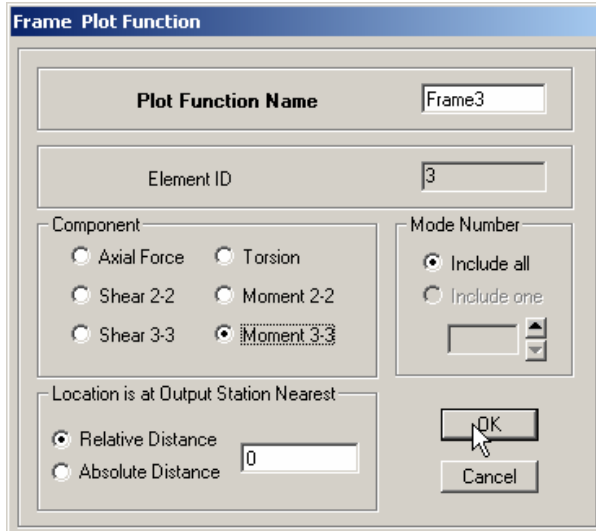 Frame Plot Function
Plot Function Name Frame3
Element ID 3
Component
Axial Force Torsion
Shear 2-2 Moment 2-2
Shear 3-3 Moment 3-3
Mode Number
Include all
Include one
Location is at Output Station Nearest
Relative Distance
Absolute Distance
0
OK
Cancel